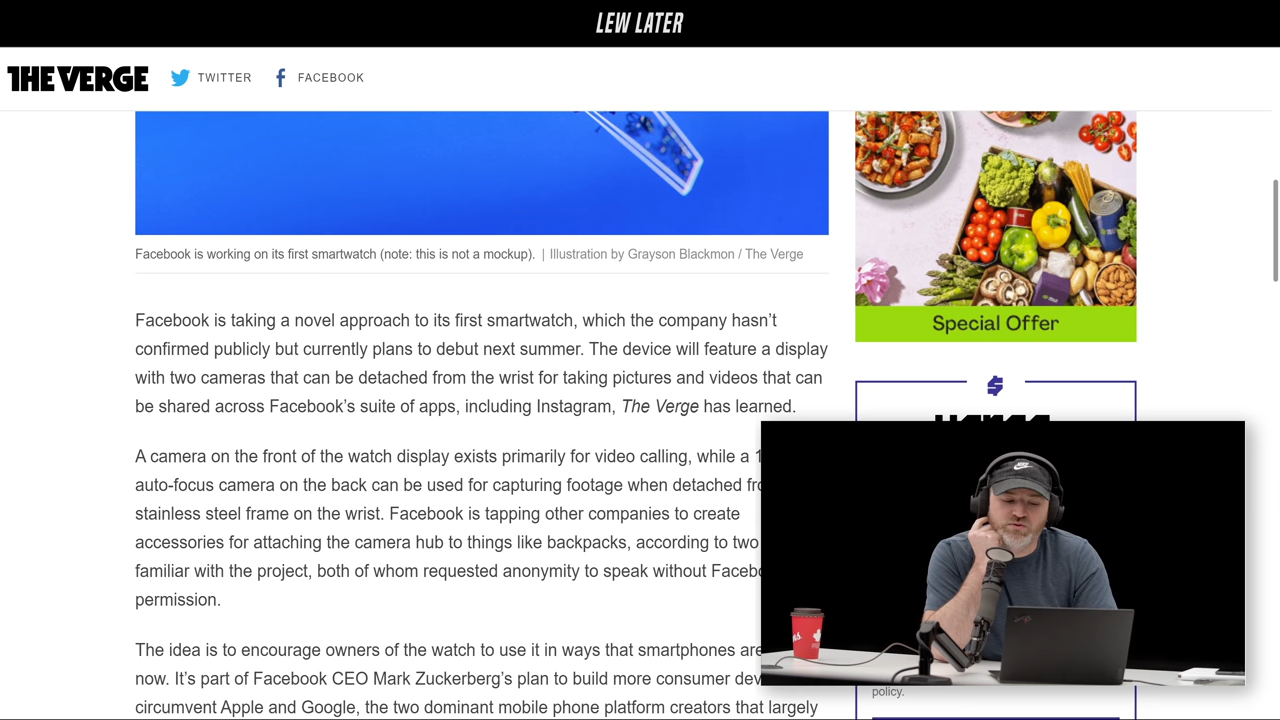 LEW LATER
THE VERGE
TWITTER
FACEBOOK
Facebook is working on its first smartwatch (note: this is not a mockup). | Illustration by Grayson Blackmon / The Verge
Special Offer
Facebook is taking a novel approach to its first smartwatch, which the company hasn't
confirmed publicly but currently plans to debut next summer. The device will feature a display
with two cameras that can be detached from the wrist for taking pictures and videos that can
be shared across Facebook's suite of apps, including Instagram, The Verge has learned.
A camera on the front of the watch display exists primarily for video calling, while a
auto-focus camera on the back can be used for capturing footage when detached
stainless steel frame on the wrist. Facebook is tapping other companies to create
accessories for attaching the camera hub to things like backpacks, according to two
familiar with the project, both of whom requested anonymity to speak without
permission.
The idea is to encourage owners of the watch to use it in ways that smartphones are
now. It's part of Facebook CEO Mark Zuckerberg's plan to build more consumer
circumvent Apple and Google, the two dominant mobile phone platform creators that largely
policy.